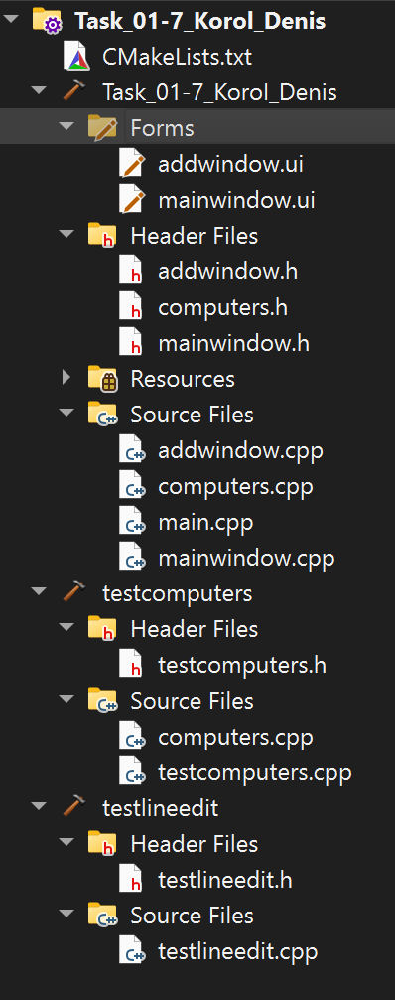 Task_01-7_Korol_Denis
CMakeLists.txt
Task_01-7_Korol_Denis
Forms
addwindow.ui
mainwindow.ui
Header Files
addwindow.h
computers.h
mainwindow.h
Resources
Source Files
addwindow.cpp
computers.cpp
main.cpp
mainwindow.cpp
testcomputers
Header Files
testcomputers.h
Source Files
computers.cpp
testcomputers.cpp
testlineedit
Header Files
testlineedit.h
Source Files
testlineedit.cpp